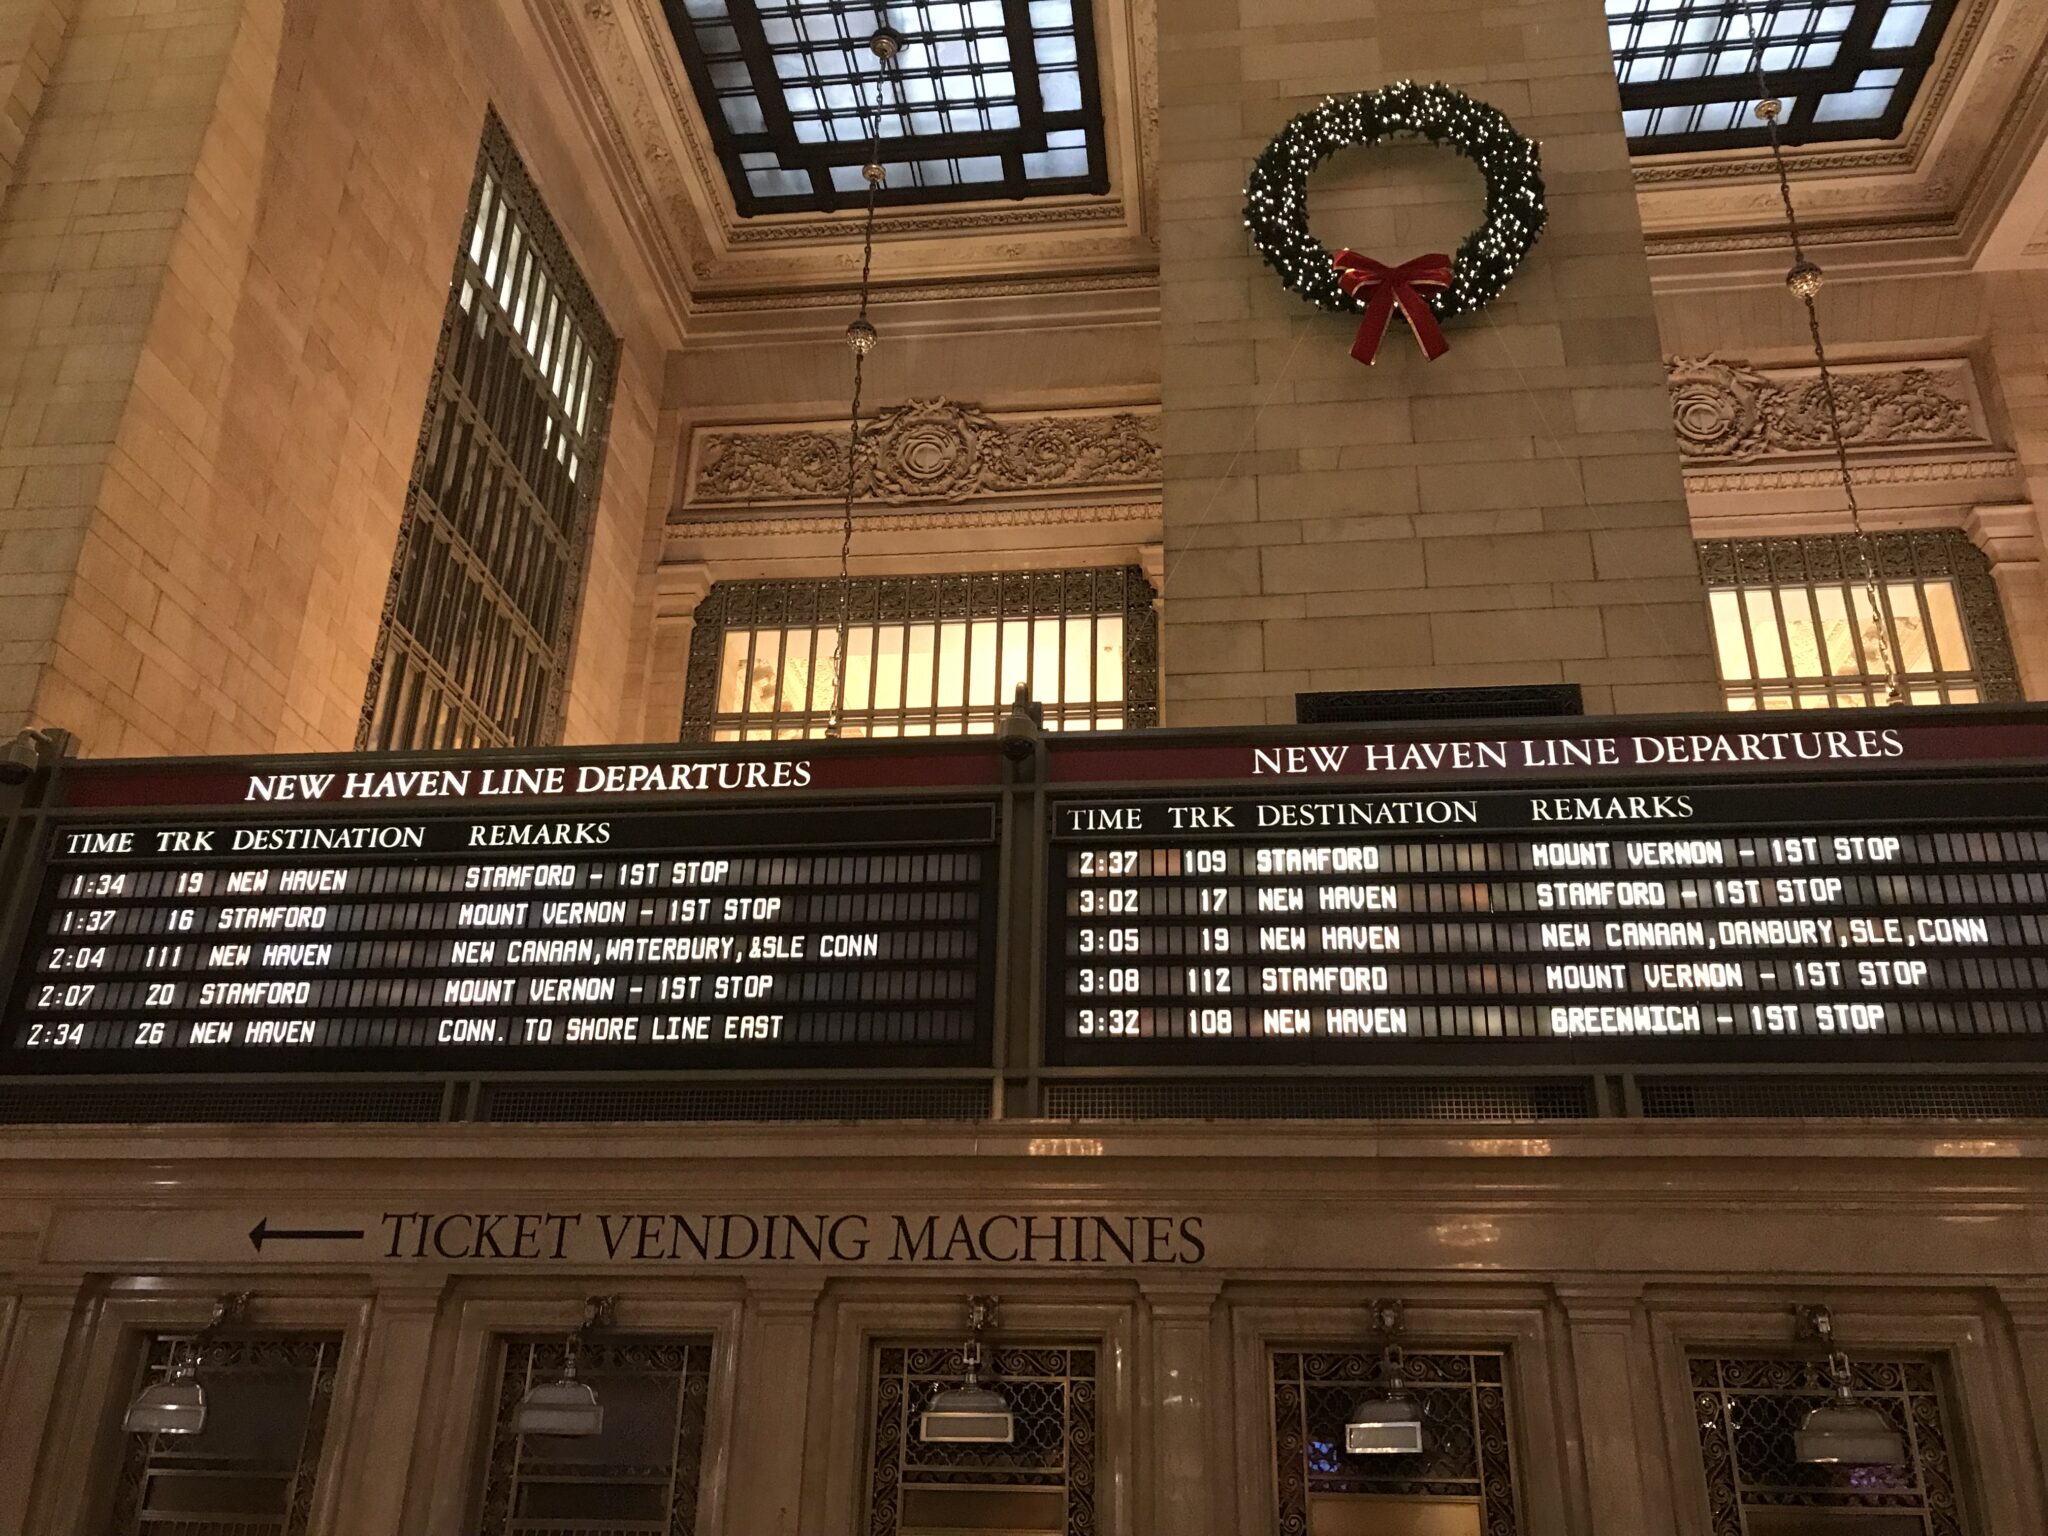 NEW HAVEN LINE DEPARTURES
TIME TRK DESTINATION REMARKS
1:34 19 NEW HAVEN STAMFORD - 1ST STOP
1:37 16 STAMFORD MOUNT VERNON - 1ST STOP
2:04 111 NEW HAVEN NEW CANAAN,WATERBURY,&SLE CONN
2:07 20 STAMFORD MOUNT VERNON - 1ST STOP
2:34 26 NEW HAVEN CONN. TO SHORE LINE EAST
NEW HAVEN LINE DEPARTURES
TIME TRK DESTINATION REMARKS
2:37 109 STAMFORD MOUNT VERNON - 1ST STOP
3:02 17 NEW HAVEN STAMFORD - 1ST STOP
3:05 19 NEW HAVEN NEW CANAAN,DANBURY,SLE,CONN
3:08 112 STAMFORD MOUNT VERNON - 1ST STOP
3:32 108 NEW HAVEN GREENWICH - 1ST STOP
← TICKET VENDING MACHINES